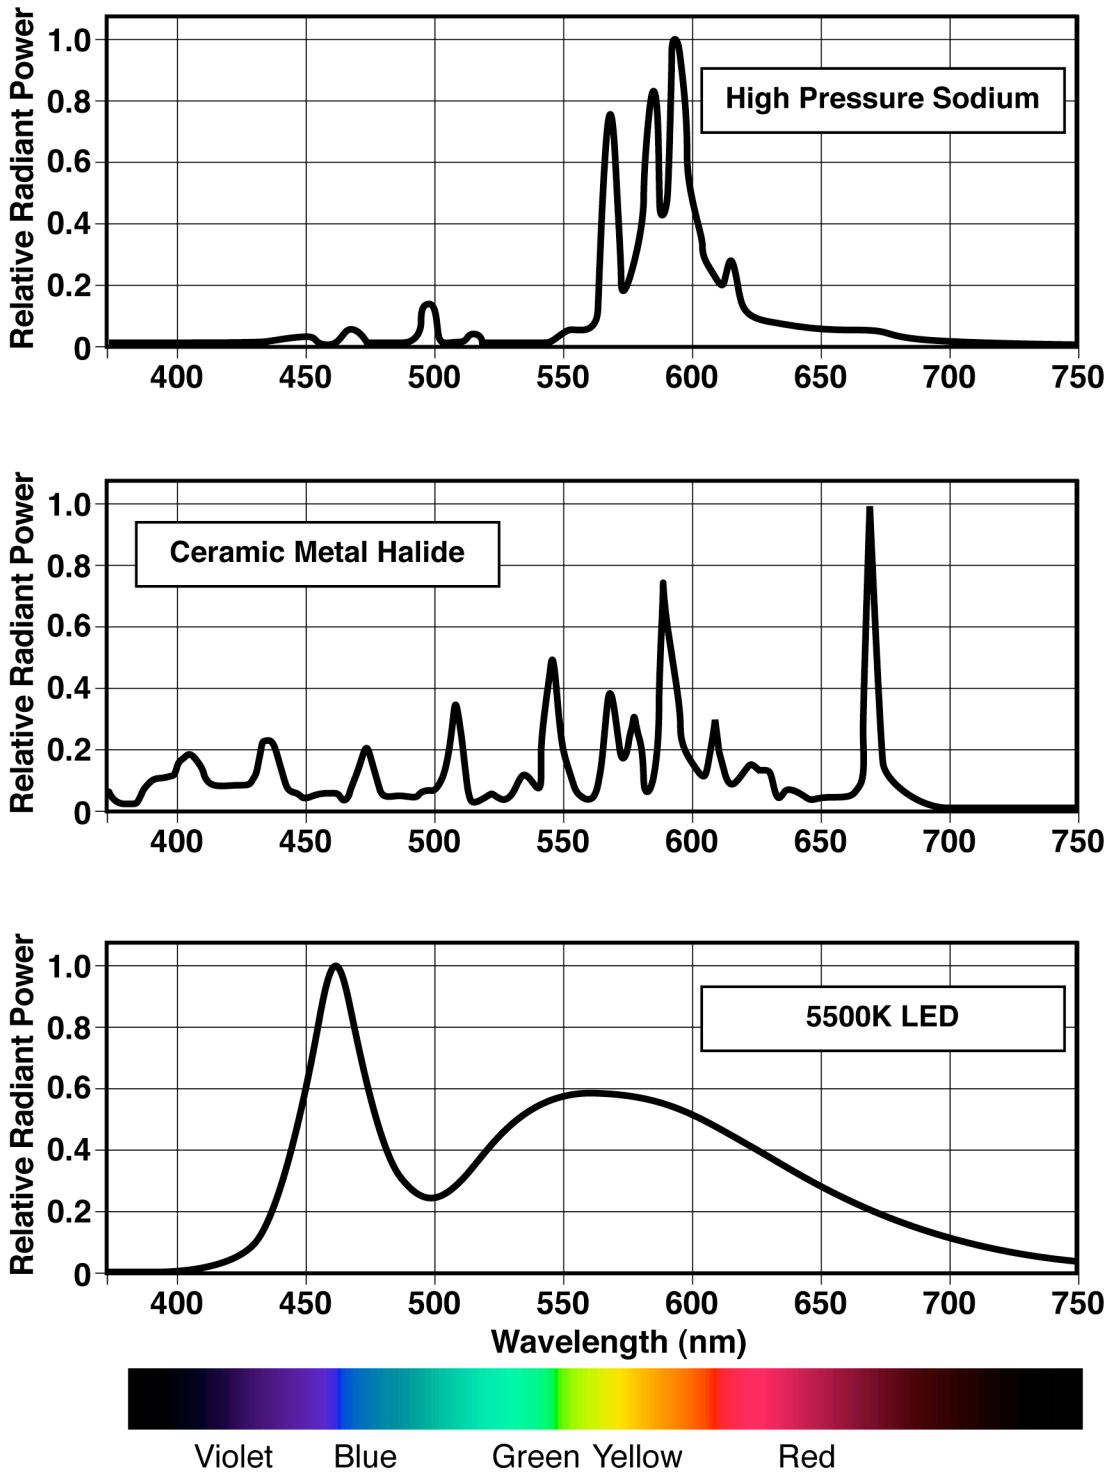 Relative Radiant Power
1.0
0.8
0.6
0.4
0.2
0
High Pressure Sodium
400 450 500 550 600 650 700 750
Relative Radiant Power
1.0
0.8
0.6
0.4
0.2
0
Ceramic Metal Halide
400 450 500 550 600 650 700 750
Relative Radiant Power
1.0
0.8
0.6
0.4
0.2
0
5500K LED
400 450 500 550 600 650 700 750
Wavelength (nm)
Violet Blue Green Yellow Red